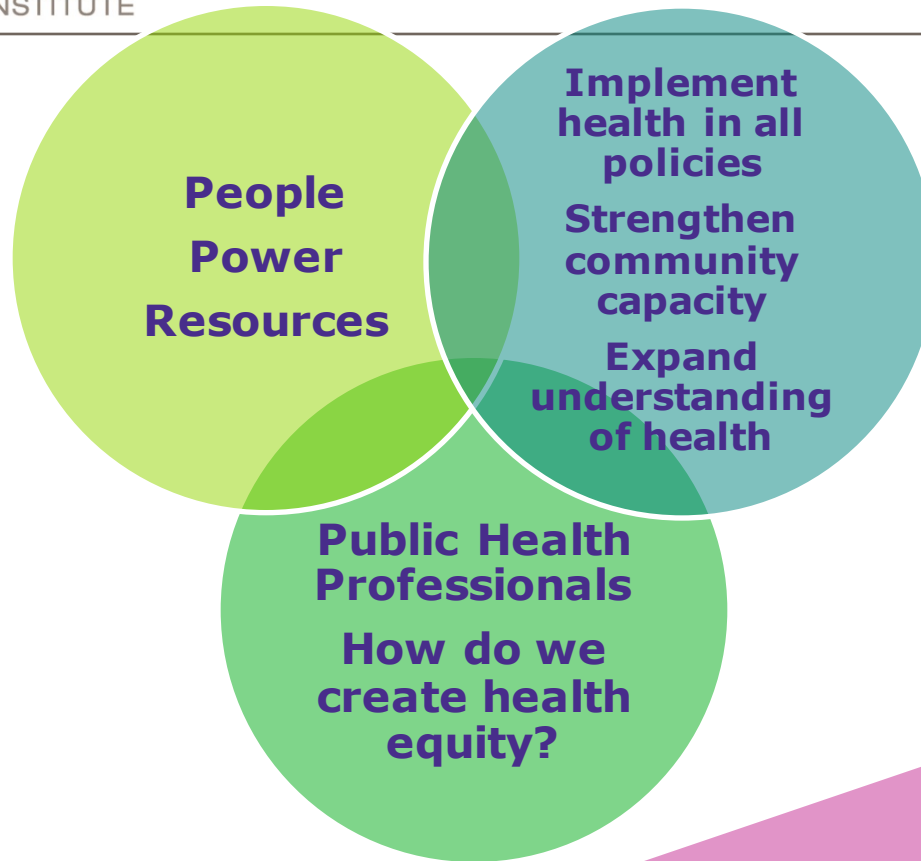 INSTITUTE
People
Power
Resources
Implement
health in all
policies
Strengthen
community
capacity
Expand
understanding
of health
Public Health
Professionals
How do we
create health
equity?